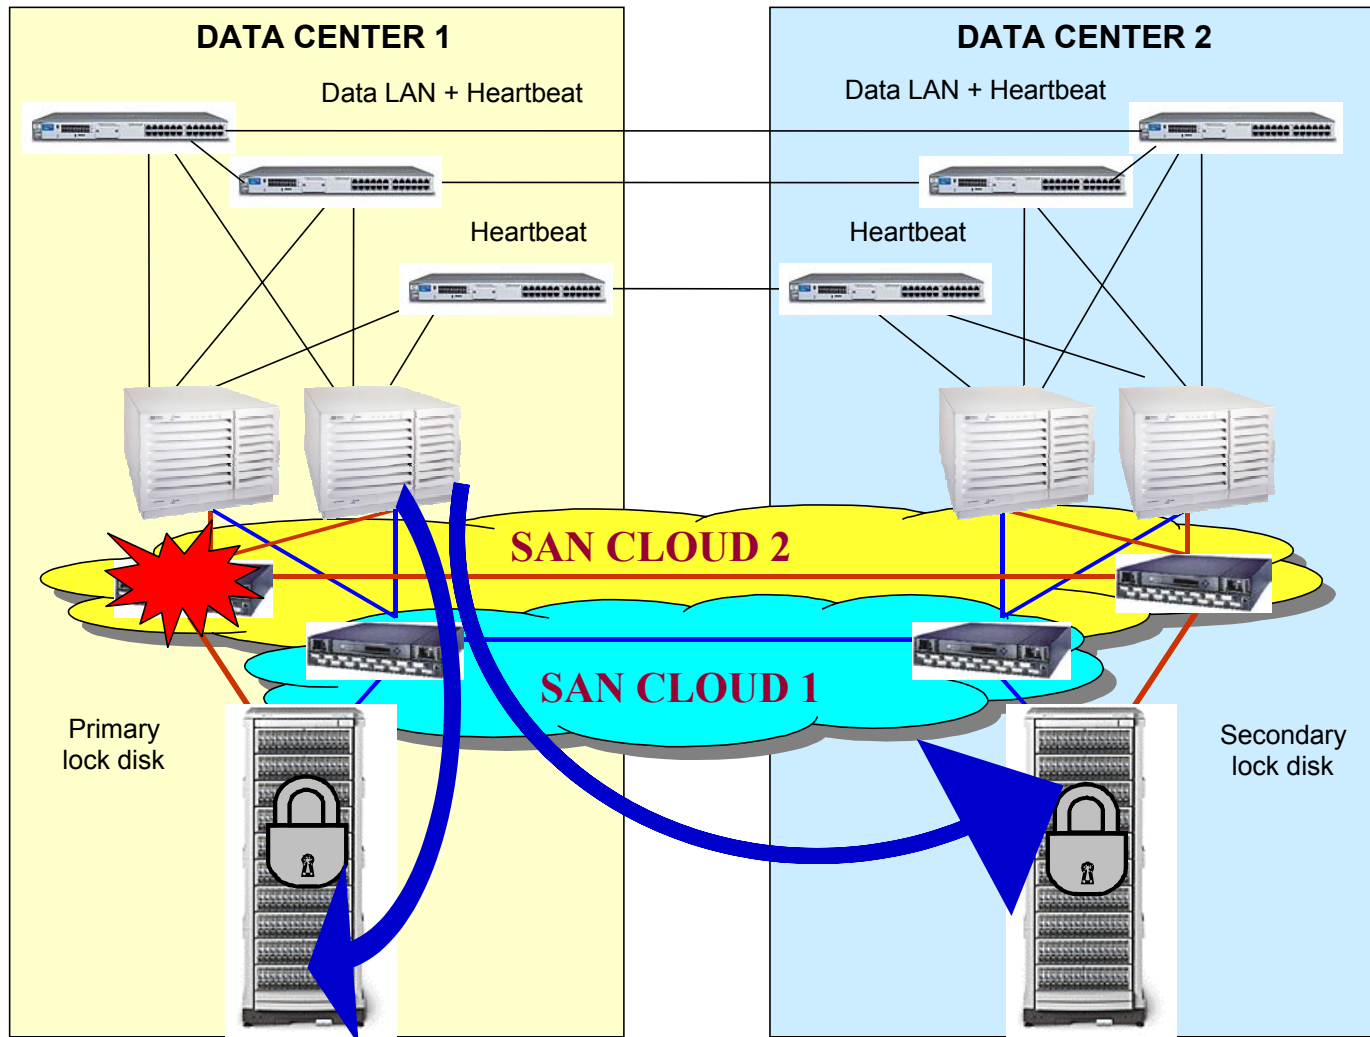 DATA CENTER 1
DATA CENTER 2
Data LAN + Heartbeat
Data LAN + Heartbeat
Heartbeat
Heartbeat
SAN CLOUD 2
SAN CLOUD 1
Primary
lock disk
Secondary
lock disk